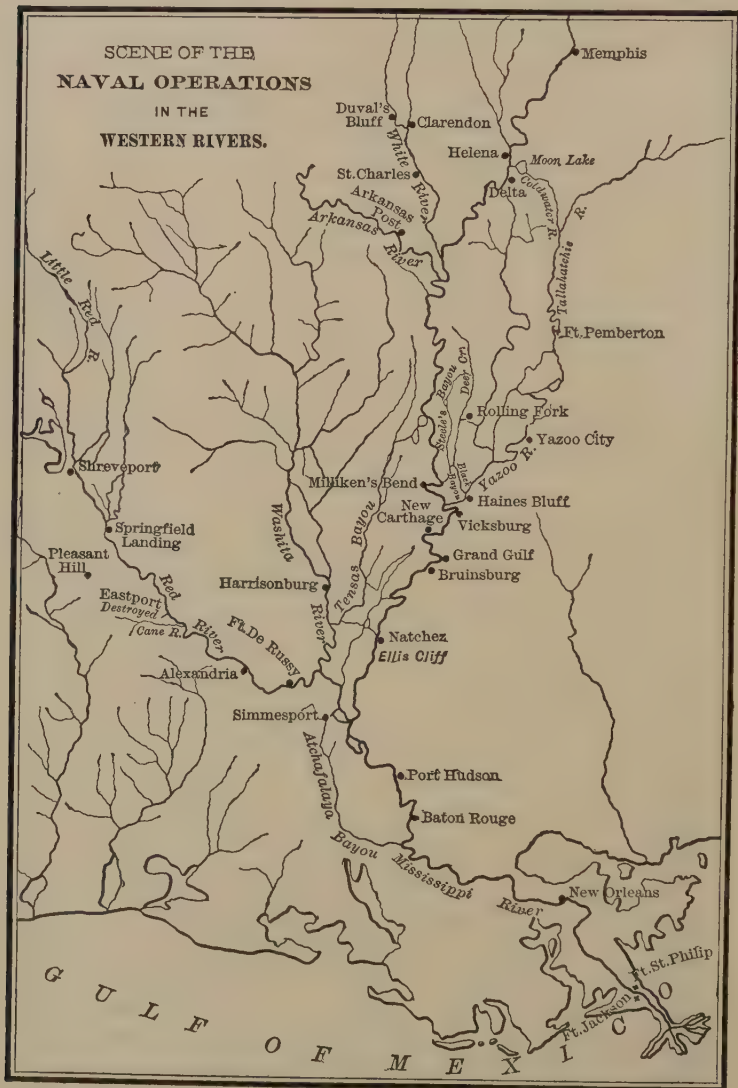 SCENE OF THE
NAVAL OPERATIONS
IN THE
WESTERN RIVERS.
Memphis
Duval's
Bluff
Clarendon
White
River
Helena
Moon Lake
St. Charles
Delta
Coldwater R.
Arkansas
Post
Arkansas
River
Tallahatchie
R.
Little
Red
R.
Ft. Pemberton
Steele's Bayou
Deer Cr.
Rolling Fork
Yazoo City
Shreveport
Black
Bayou
Yazoo R.
Milliken's Bend
Haines Bluff
New
Carthage
Vicksburg
Springfield
Landing
Washita
River
Tensas Bayou
Grand Gulf
Bruinsburg
Pleasant
Hill
Harrisonburg
Eastport
Destroyed
Cane R.
Red
River
Ft. De Russy
Natchez
Ellis Cliff
Alexandria
Simmesport
Atchafalaya
Bayou
Port Hudson
Baton Rouge
Mississippi
River
New Orleans
Ft. St. Philip
Ft. Jackson
GULF OF MEXICO